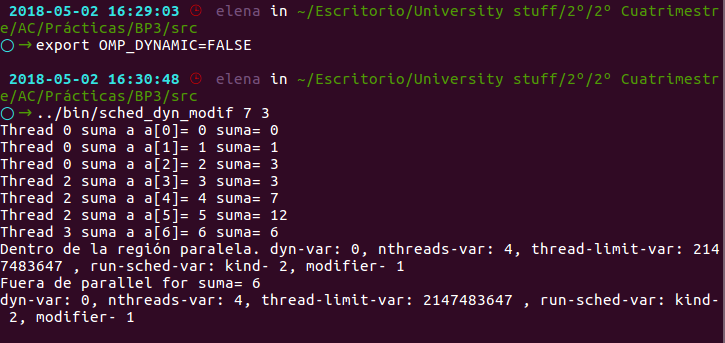 2018-05-02 16:29:03 elena in ~/Escritorio/University stuff/2º/2º Cuatrimestr
e/AC/Prácticas/BP3/src
○ → export OMP_DYNAMIC=FALSE
2018-05-02 16:30:48 elena in ~/Escritorio/University stuff/2º/2º Cuatrimestr
e/AC/Prácticas/BP3/src
○ → ../bin/sched_dyn_modif 7 3
Thread 0 suma a a[0]= 0 suma= 0
Thread 0 suma a a[1]= 1 suma= 1
Thread 0 suma a a[2]= 2 suma= 3
Thread 2 suma a a[3]= 3 suma= 3
Thread 2 suma a a[4]= 4 suma= 7
Thread 2 suma a a[5]= 5 suma= 12
Thread 3 suma a a[6]= 6 suma= 6
Dentro de la región paralela. dyn-var: 0, nthreads-var: 4, thread-limit-var: 214
7483647 , run-sched-var: kind- 2, modifier- 1
Fuera de parallel for suma= 6
dyn-var: 0, nthreads-var: 4, thread-limit-var: 2147483647 , run-sched-var: kind-
 2, modifier- 1